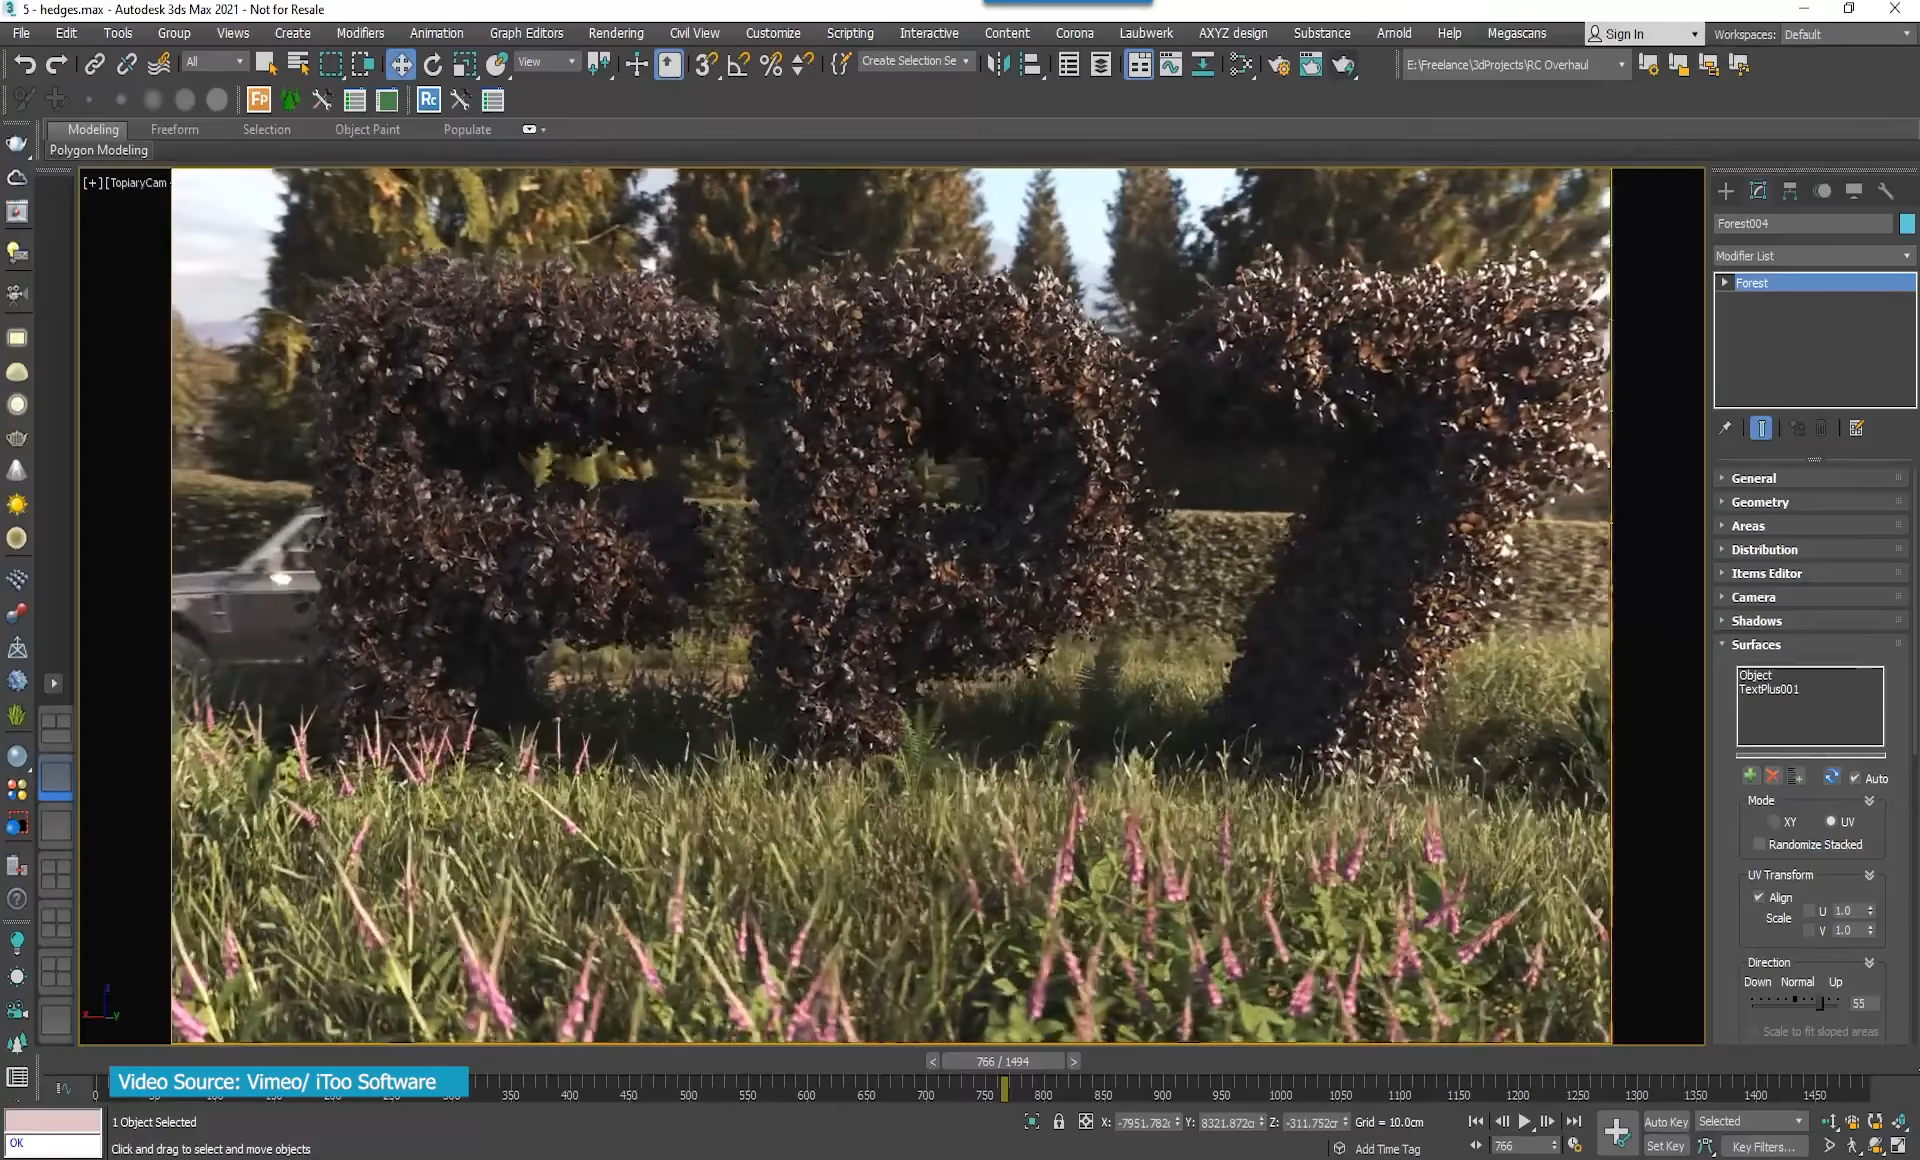 5 - hedges.max - Autodesk 3ds Max 2021 - Not for Resale
File Edit Tools Group Views Create Modifiers Animation Graph Editors Rendering Civil View Customize Scripting Interactive Content Corona Laubwerk AXYZ design Substance Arnold Help Megascans Sign In Workspaces: Default
All View Create Selection Se E:\Freelance\3dProjects\RC Overhaul
Fp Rc
Modeling Freeform Selection Object Paint Populate
Polygon Modeling
[+] [TopiaryCam
Forest004
Modifier List
Forest
General
Geometry
Areas
Distribution
Items Editor
Camera
Shadows
Surfaces
Object
TextPlus001
Auto
Mode
XY UV
Randomize Stacked
UV Transform
Align
Scale U 1.0
V 1.0
Direction
Down Normal Up
55
Scale to fit sloped areas
< 766 / 1494 >
Video Source: Vimeo/ iToo Software
0 350 400 450 500 550 600 650 700 750 800 850 900 950 1000 1050 1100 1150 1200 1250 1300 1350 1400 1450
1 Object Selected X: Y: Z: Grid = 10.0cm Auto Key Selected
OK Click and drag to select and move objects Add Time Tag 766 Set Key Key Filters...